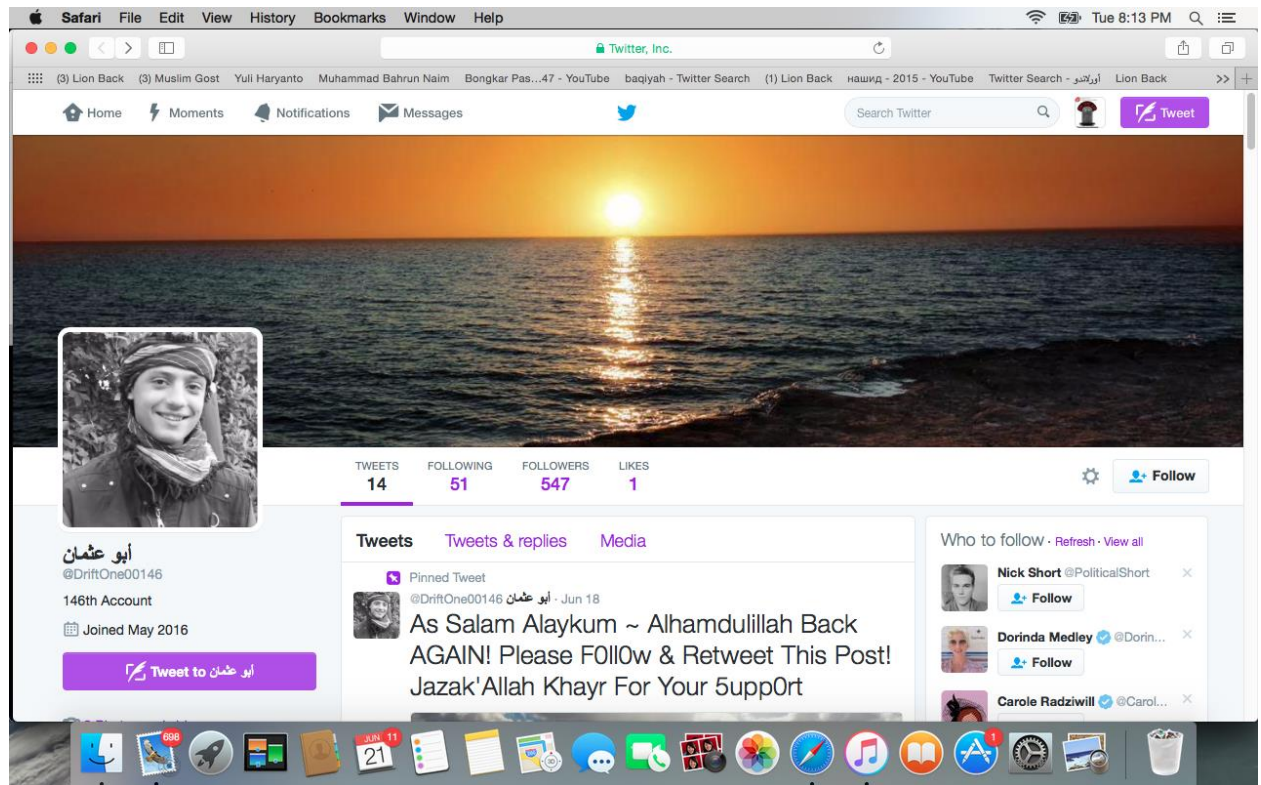 Safari File Edit View History Bookmarks Window Help
Tue 8:13 PM
Twitter, Inc.
(3) Lion Back (3) Muslim Gost Yuli Haryanto Muhammad Bahrun Naim Bongkar Pas...47 - YouTube baqiyah - Twitter Search (1) Lion Back нашид - 2015 - YouTube Twitter Search - أورلاندو Lion Back >>
Home Moments Notifications Messages
Search Twitter
Tweet
TWEETS FOLLOWING FOLLOWERS LIKES
14 51 547 1
Follow
أبو عثمان
@DriftOne00146
146th Account
Joined May 2016
Tweet to أبو عثمان
Tweets Tweets & replies Media
Pinned Tweet
@DriftOne00146 أبو عثمان · Jun 18
As Salam Alaykum ~ Alhamdulillah Back
AGAIN! Please F0ll0w & Retweet This Post!
Jazak'Allah Khayr For Your 5upp0rt
Who to follow · Refresh · View all
Nick Short @PoliticalShort
Follow
Dorinda Medley @Dorin...
Follow
Carole Radziwill @Carol...
698
JUN 11
21
1